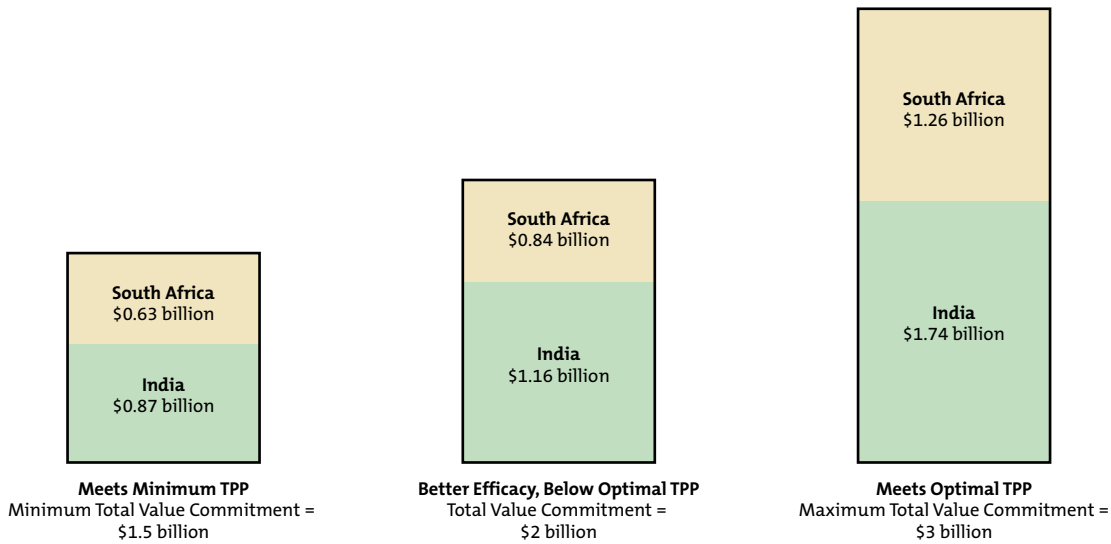 South Africa
$0.63 billion
India
$0.87 billion
Meets Minimum TPP
Minimum Total Value Commitment =
$1.5 billion
South Africa
$0.84 billion
India
$1.16 billion
Better Efficacy, Below Optimal TPP
Total Value Commitment =
$2 billion
South Africa
$1.26 billion
India
$1.74 billion
Meets Optimal TPP
Maximum Total Value Commitment =
$3 billion